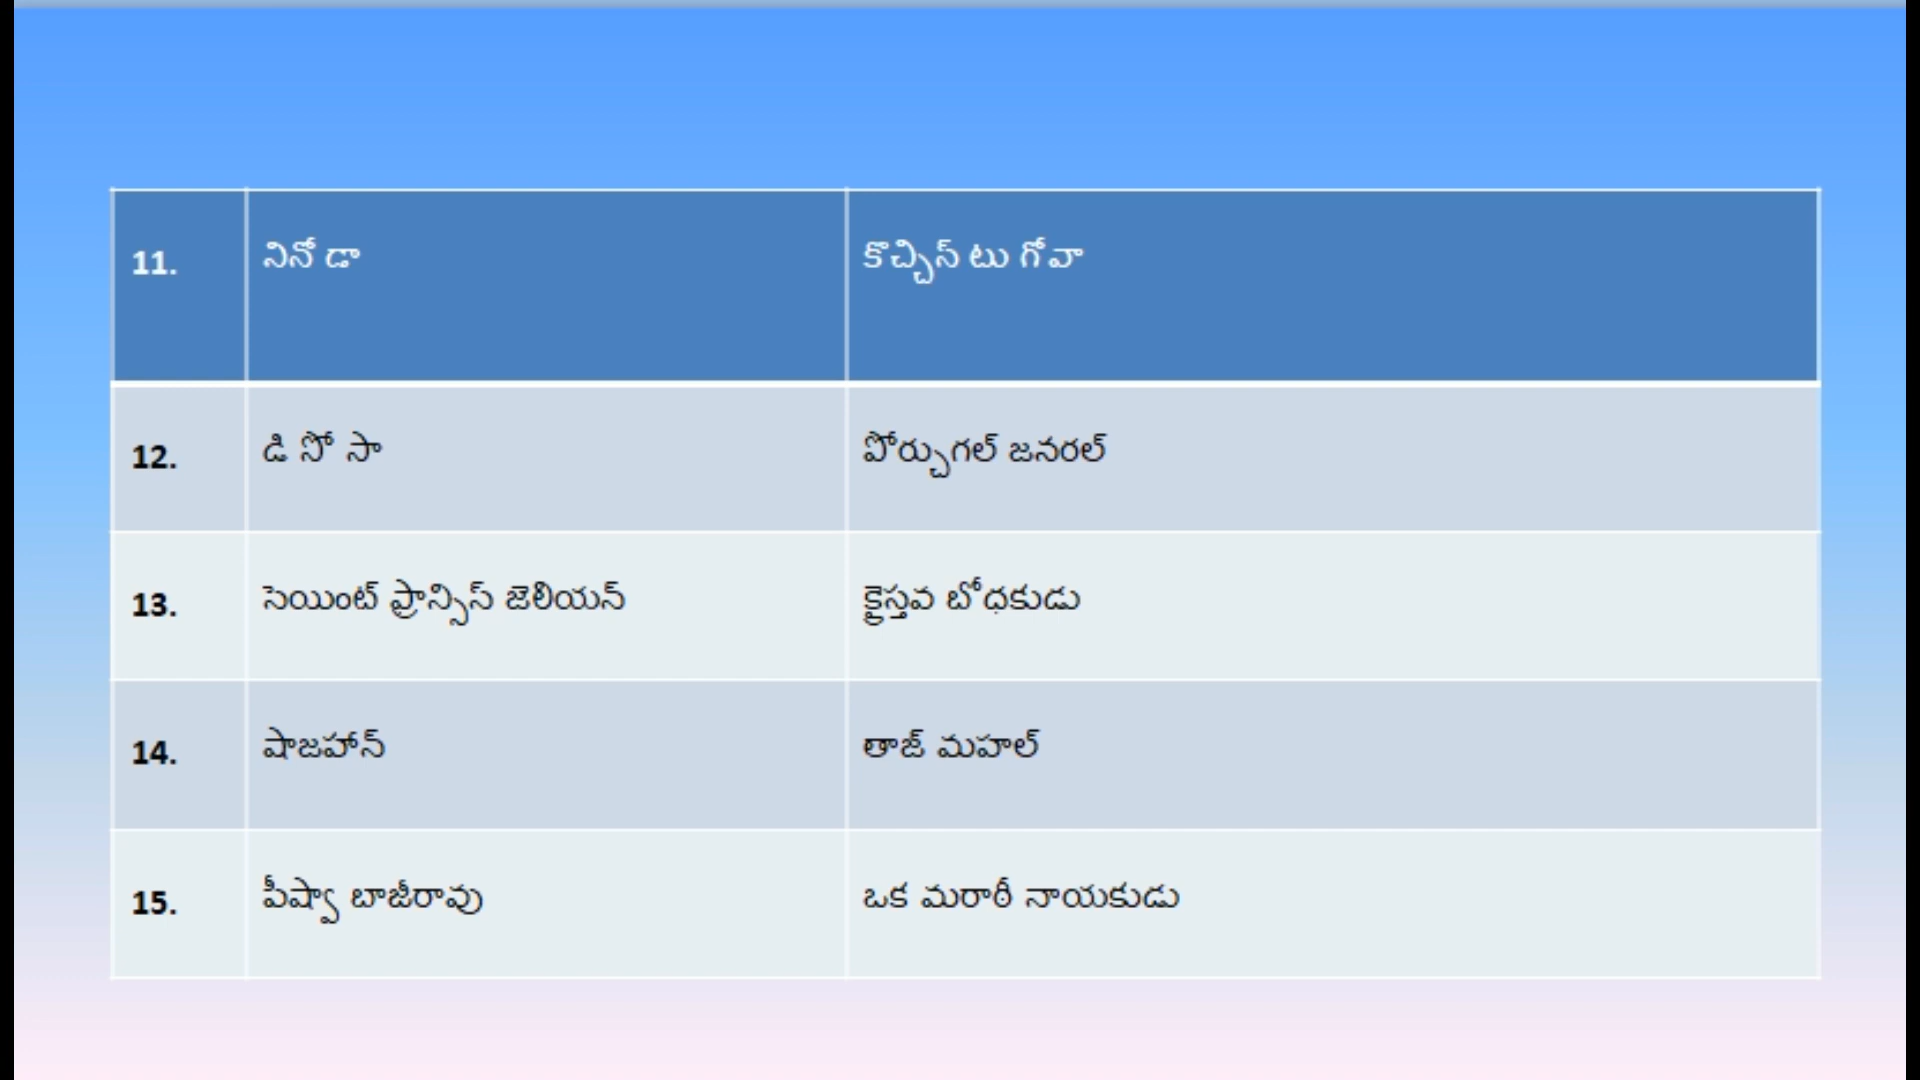 11. నినో డా కొచ్చిస్ టు గోవా
12. డి సో సా పోర్చుగల్ జనరల్
13. సెయింట్ ఫ్రాన్సిస్ జెలియన్ క్రైస్తవ బోధకుడు
14. షాజహాన్ తాజ్ మహల్
15. పీష్వా బాజీరావు ఒక మరాఠీ నాయకుడు